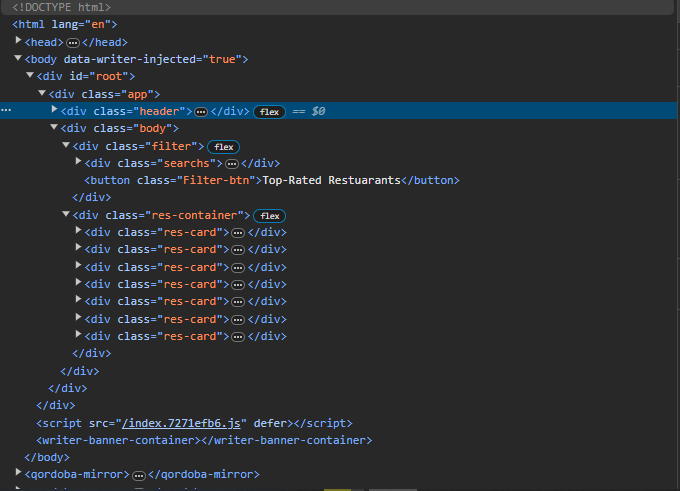 <!DOCTYPE html>
<html lang="en">
<head>⋯</head>
<body data-writer-injected="true">
<div id="root">
<div class="app">
<div class="header">⋯</div> flex == $0
<div class="body">
<div class="filter"> flex
<div class="searchs">⋯</div>
<button class="Filter-btn">Top-Rated Restuarants</button>
</div>
<div class="res-container"> flex
<div class="res-card">⋯</div>
<div class="res-card">⋯</div>
<div class="res-card">⋯</div>
<div class="res-card">⋯</div>
<div class="res-card">⋯</div>
<div class="res-card">⋯</div>
<div class="res-card">⋯</div>
</div>
</div>
</div>
</div>
<script src="/index.7271efb6.js" defer></script>
<writer-banner-container></writer-banner-container>
</body>
<qordoba-mirror>⋯</qordoba-mirror>